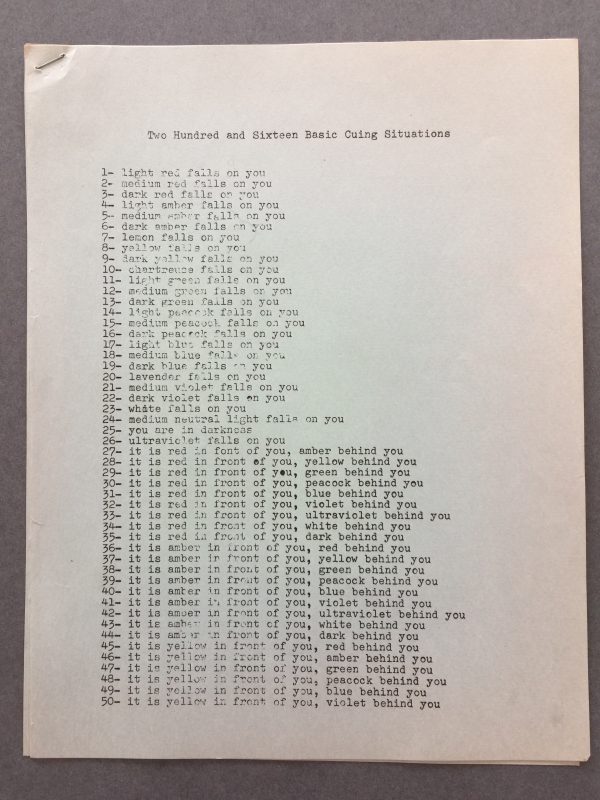 Two Hundred and Sixteen Basic Cuing Situations
1- light red falls on you
2- medium red falls on you
3- dark red falls on you
4- light amber falls on you
5- medium amber falls on you
6- dark amber falls on you
7- lemon falls on you
8- yellow falls on you
9- dark yellow falls on you
10- chartreuse falls on you
11- light green falls on you
12- medium green falls on you
13- dark green falls on you
14- light peacock falls on you
15- medium peacock falls on you
16- dark peacock falls on you
17- light blue falls on you
18- medium blue falls on you
19- dark blue falls on you
20- lavender falls on you
21- medium violet falls on you
22- dark violet falls on you
23- white falls on you
24- medium neutral light falls on you
25- you are in darkness
26- ultraviolet falls on you
27- it is red in font of you, amber behind you
28- it is red in front of you, yellow behind you
29- it is red in front of you, green behind you
30- it is red in front of you, peacock behind you
31- it is red in front of you, blue behind you
32- it is red in front of you, violet behind you
33- it is red in front of you, ultraviolet behind you
34- it is red in front of you, white behind you
35- it is red in front of you, dark behind you
36- it is amber in front of you, red behind you
37- it is amber in front of you, yellow behind you
38- it is amber in front of you, green behind you
39- it is amber in front of you, peacock behind you
40- it is amber in front of you, blue behind you
41- it is amber in front of you, violet behind you
42- it is amber in front of you, ultraviolet behind you
43- it is amber in front of you, white behind you
44- it is amber in front of you, dark behind you
45- it is yellow in front of you, red behind you
46- it is yellow in front of you, amber behind you
47- it is yellow in front of you, green behind you
48- it is yellow in front of you, peacock behind you
49- it is yellow in front of you, blue behind you
50- it is yellow in front of you, violet behind you